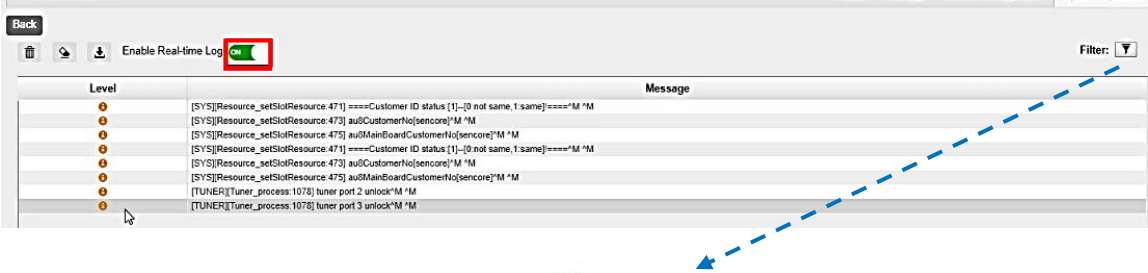 Back
Enable Real-time Log ON Filter:
Level Message
[SYS][Resource_setSlotResource:471] ====Customer ID status:[1]--[0:not same,1:same]!====^M ^M
[SYS][Resource_setSlotResource:473] au8CustomerNo[sencore]^M ^M
[SYS][Resource_setSlotResource:475] au8MainBoardCustomerNo[sencore]^M ^M
[SYS][Resource_setSlotResource:471] ====Customer ID status:[1]--[0:not same,1:same]!====^M ^M
[SYS][Resource_setSlotResource:473] au8CustomerNo[sencore]^M ^M
[SYS][Resource_setSlotResource:475] au8MainBoardCustomerNo[sencore]^M ^M
[TUNER][Tuner_process:1078] tuner port 2 unlock^M ^M
[TUNER][Tuner_process:1078] tuner port 3 unlock^M ^M